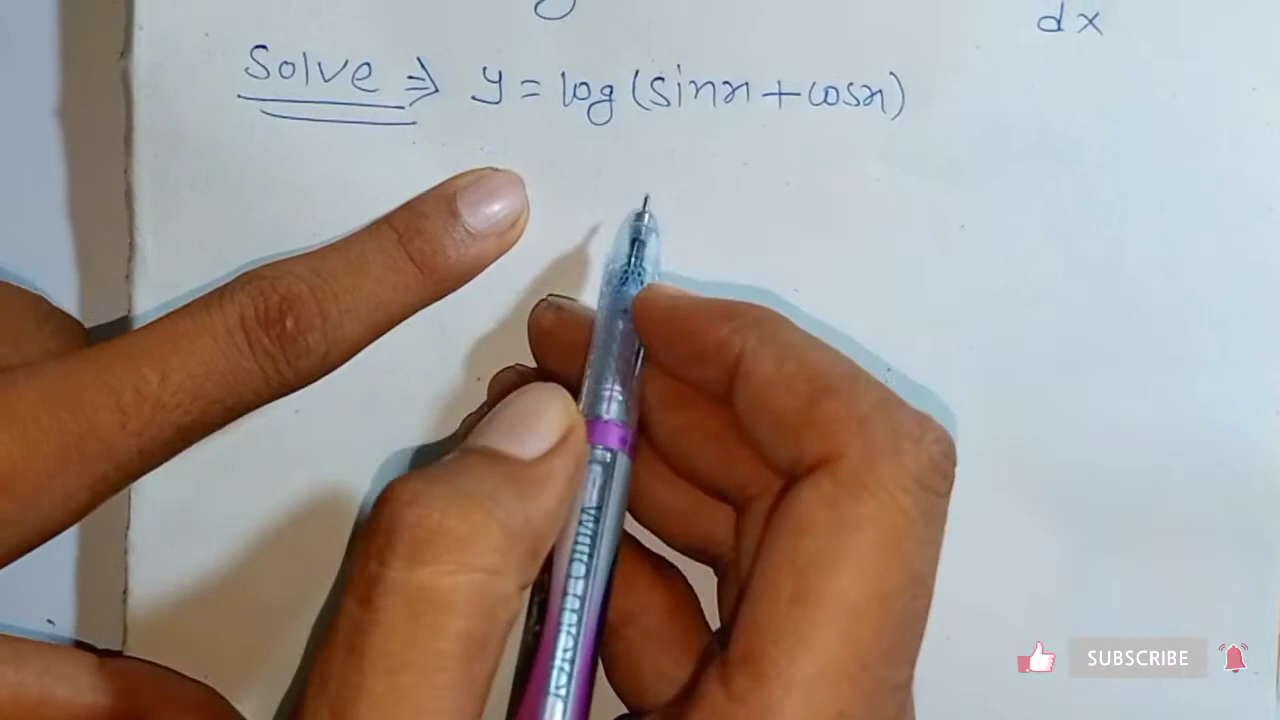 dx
Solve ⇒ y = log (sinx + cosx)
SUBSCRIBE